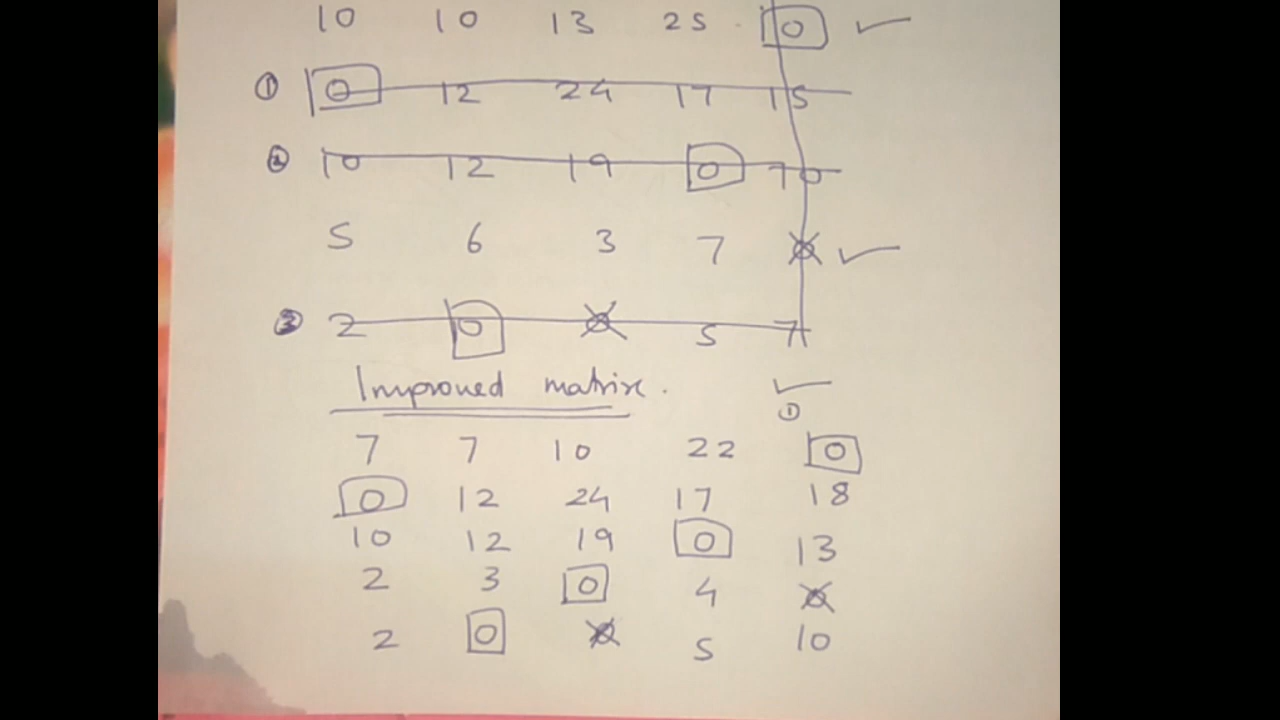 10 10 13 25 0
① 0 12 24 17 15
② 10 12 19 0 10
5 6 3 7 0
③ 2 0 0 5 7
Improved matrix.
①
7 7 10 22 0
0 12 24 17 18
10 12 19 0 13
2 3 0 4 0
2 0 0 5 10